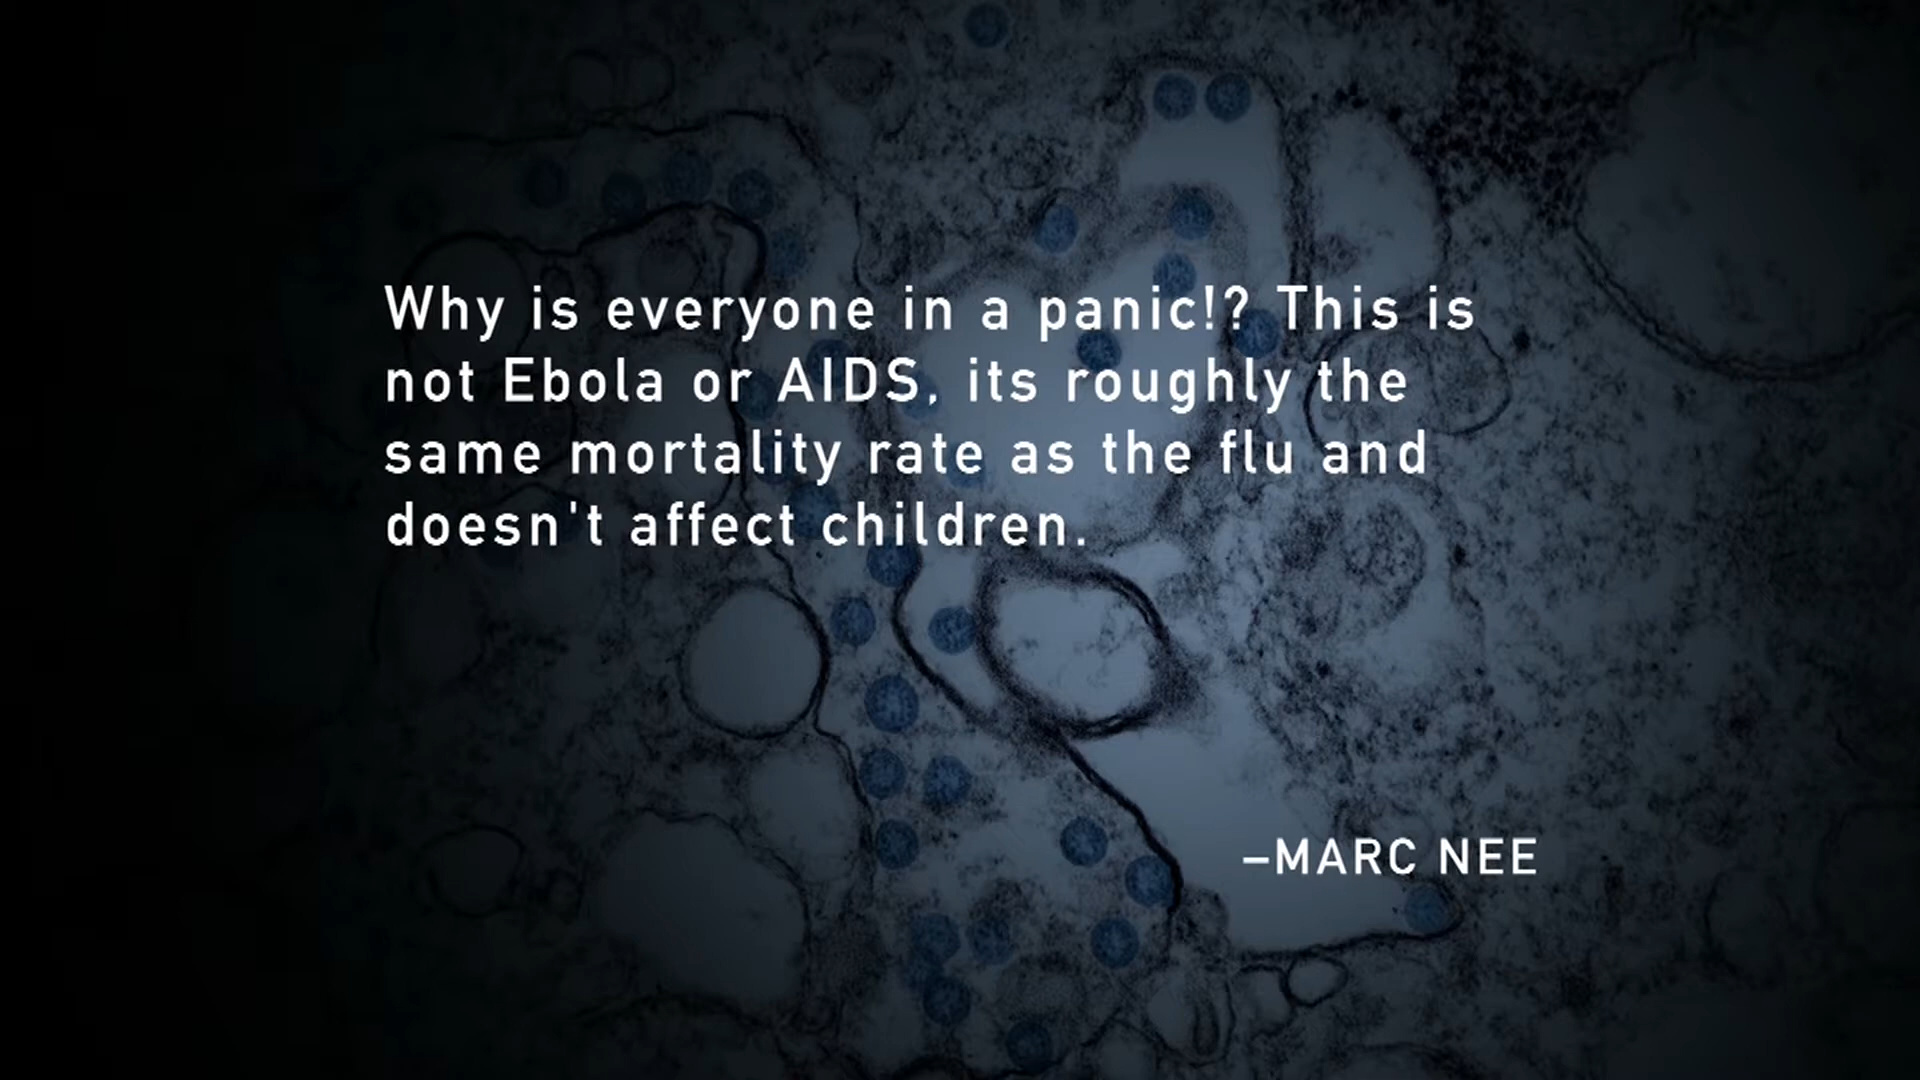 Why is everyone in a panic!? This is
not Ebola or AIDS, its roughly the
same mortality rate as the flu and
doesn't affect children.
–MARC NEE